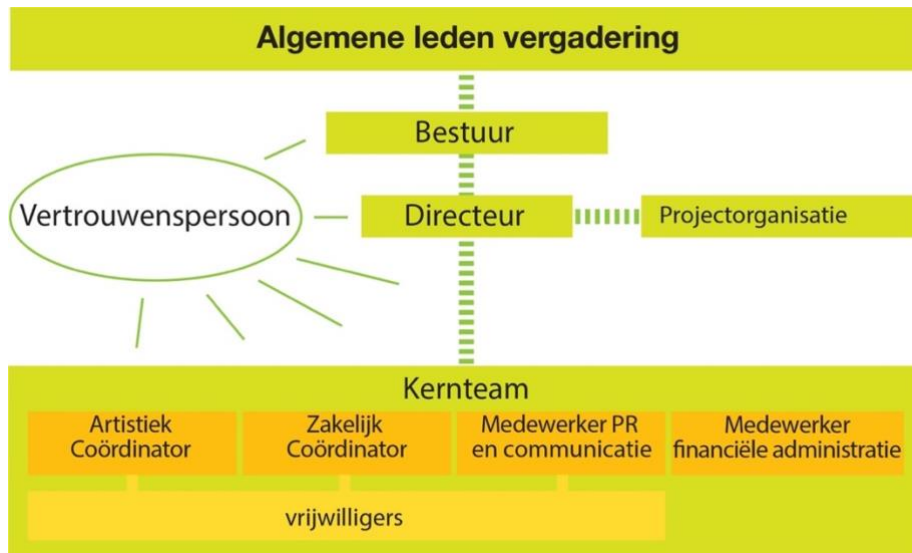 Algemene leden vergadering
Bestuur
Vertrouwenspersoon
Directeur
Projectorganisatie
Kernteam
Artistiek
Coördinator
Zakelijk
Coördinator
Medewerker PR
en communicatie
Medewerker
financiële administratie
vrijwilligers